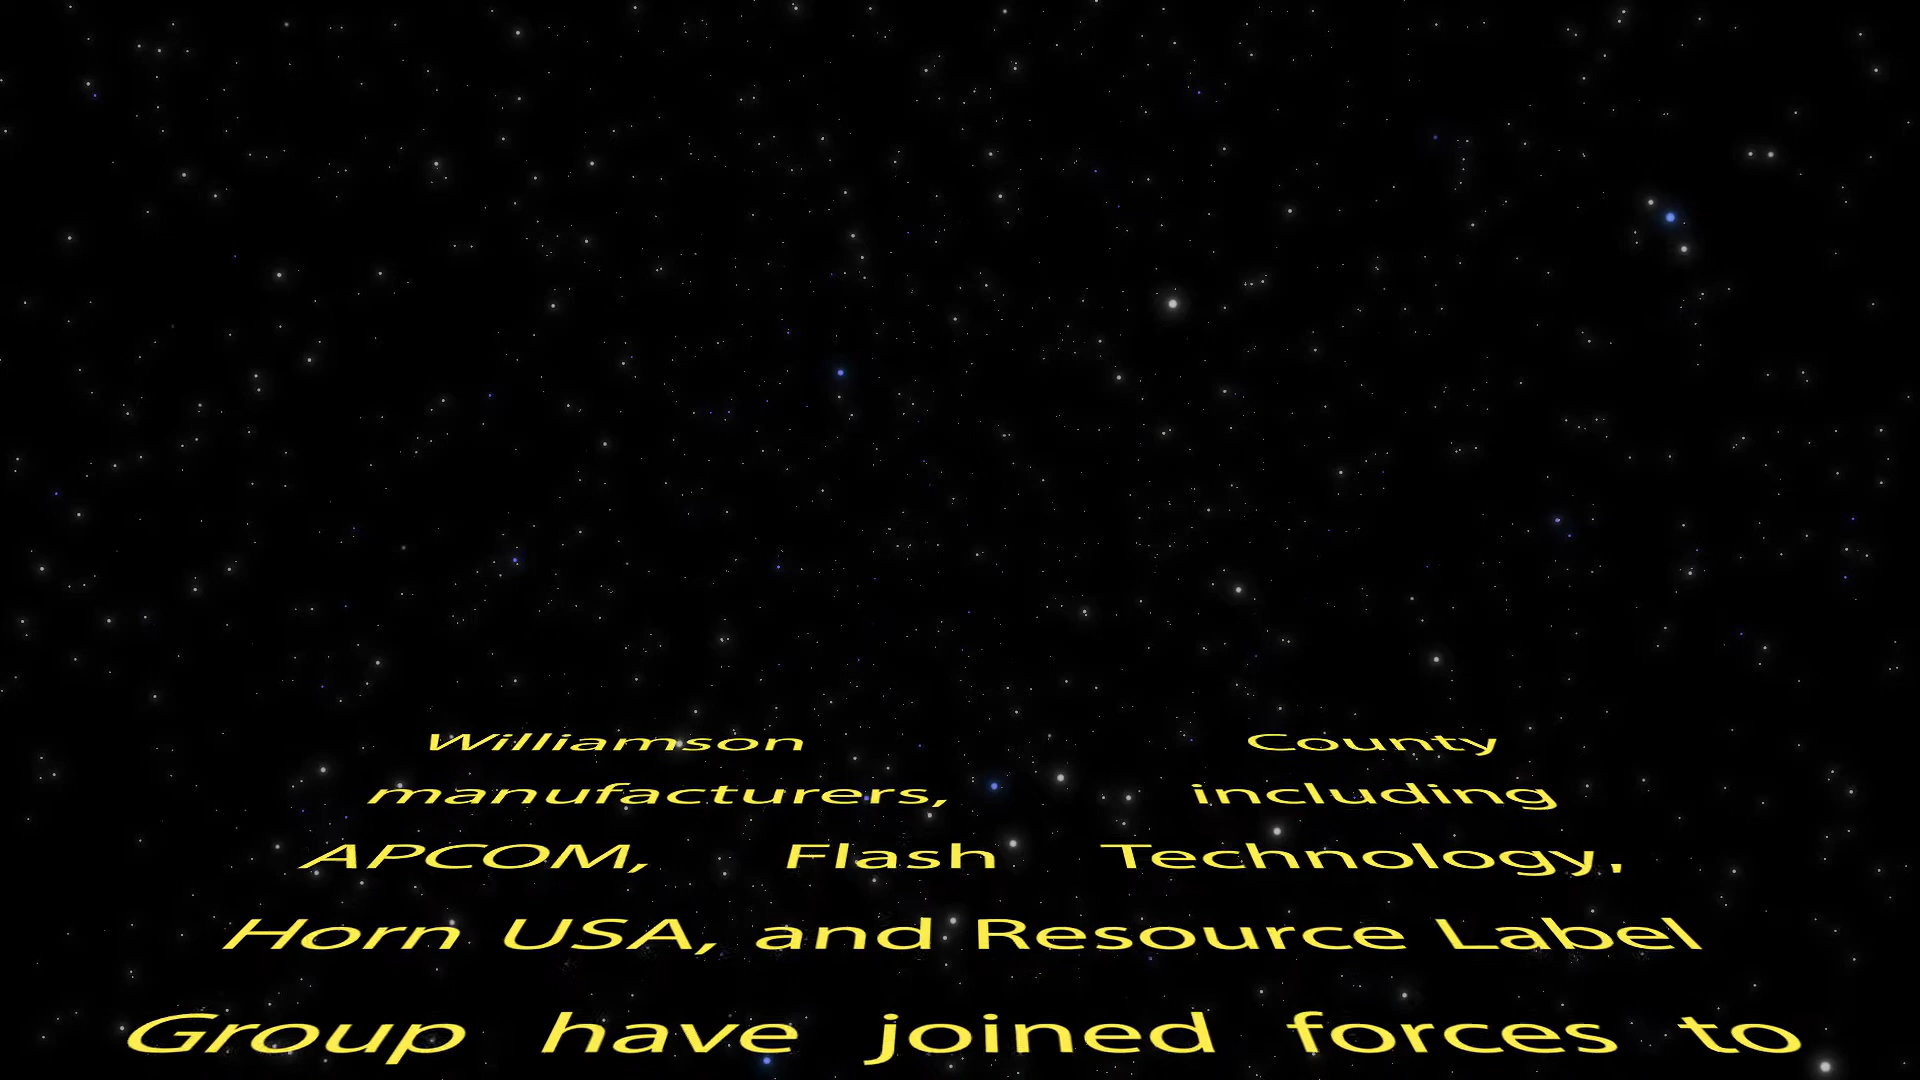 Williamson County
manufacturers, including
APCOM, Flash Technology,
Horn USA, and Resource Label
Group have joined forces to